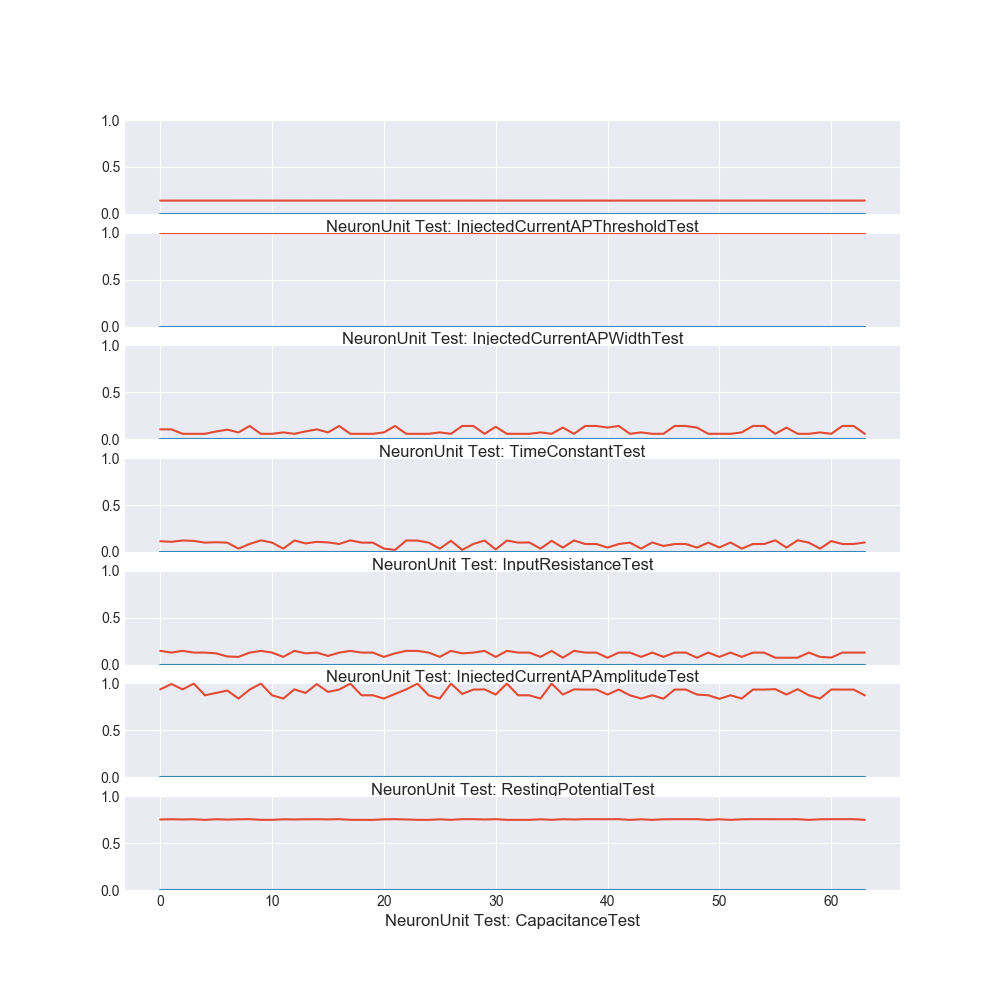 1.0
0.5
0.0
NeuronUnit Test: InjectedCurrentAPThresholdTest
1.0
0.5
0.0
NeuronUnit Test: InjectedCurrentAPWidthTest
1.0
0.5
0.0
NeuronUnit Test: TimeConstantTest
1.0
0.5
0.0
NeuronUnit Test: InputResistanceTest
1.0
0.5
0.0
NeuronUnit Test: InjectedCurrentAPAmplitudeTest
1.0
0.5
0.0
NeuronUnit Test: RestingPotentialTest
1.0
0.5
0.0
0 10 20 30 40 50 60
NeuronUnit Test: CapacitanceTest